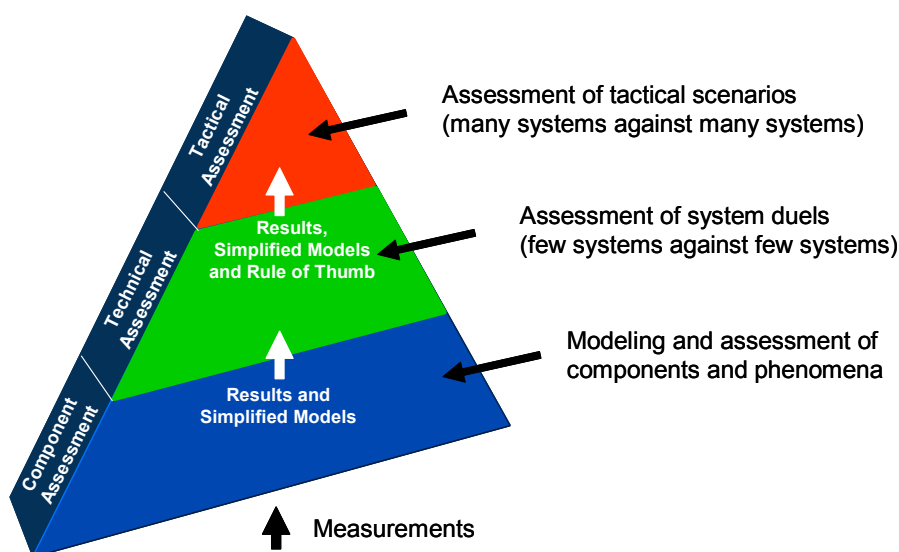 Tactical
Assessment
Assessment of tactical scenarios
(many systems against many systems)
Technical
Assessment
Results,
Simplified Models
and Rule of Thumb
Assessment of system duels
(few systems against few systems)
Component
Assessment
Results and
Simplified Models
Modeling and assessment of
components and phenomena
Measurements